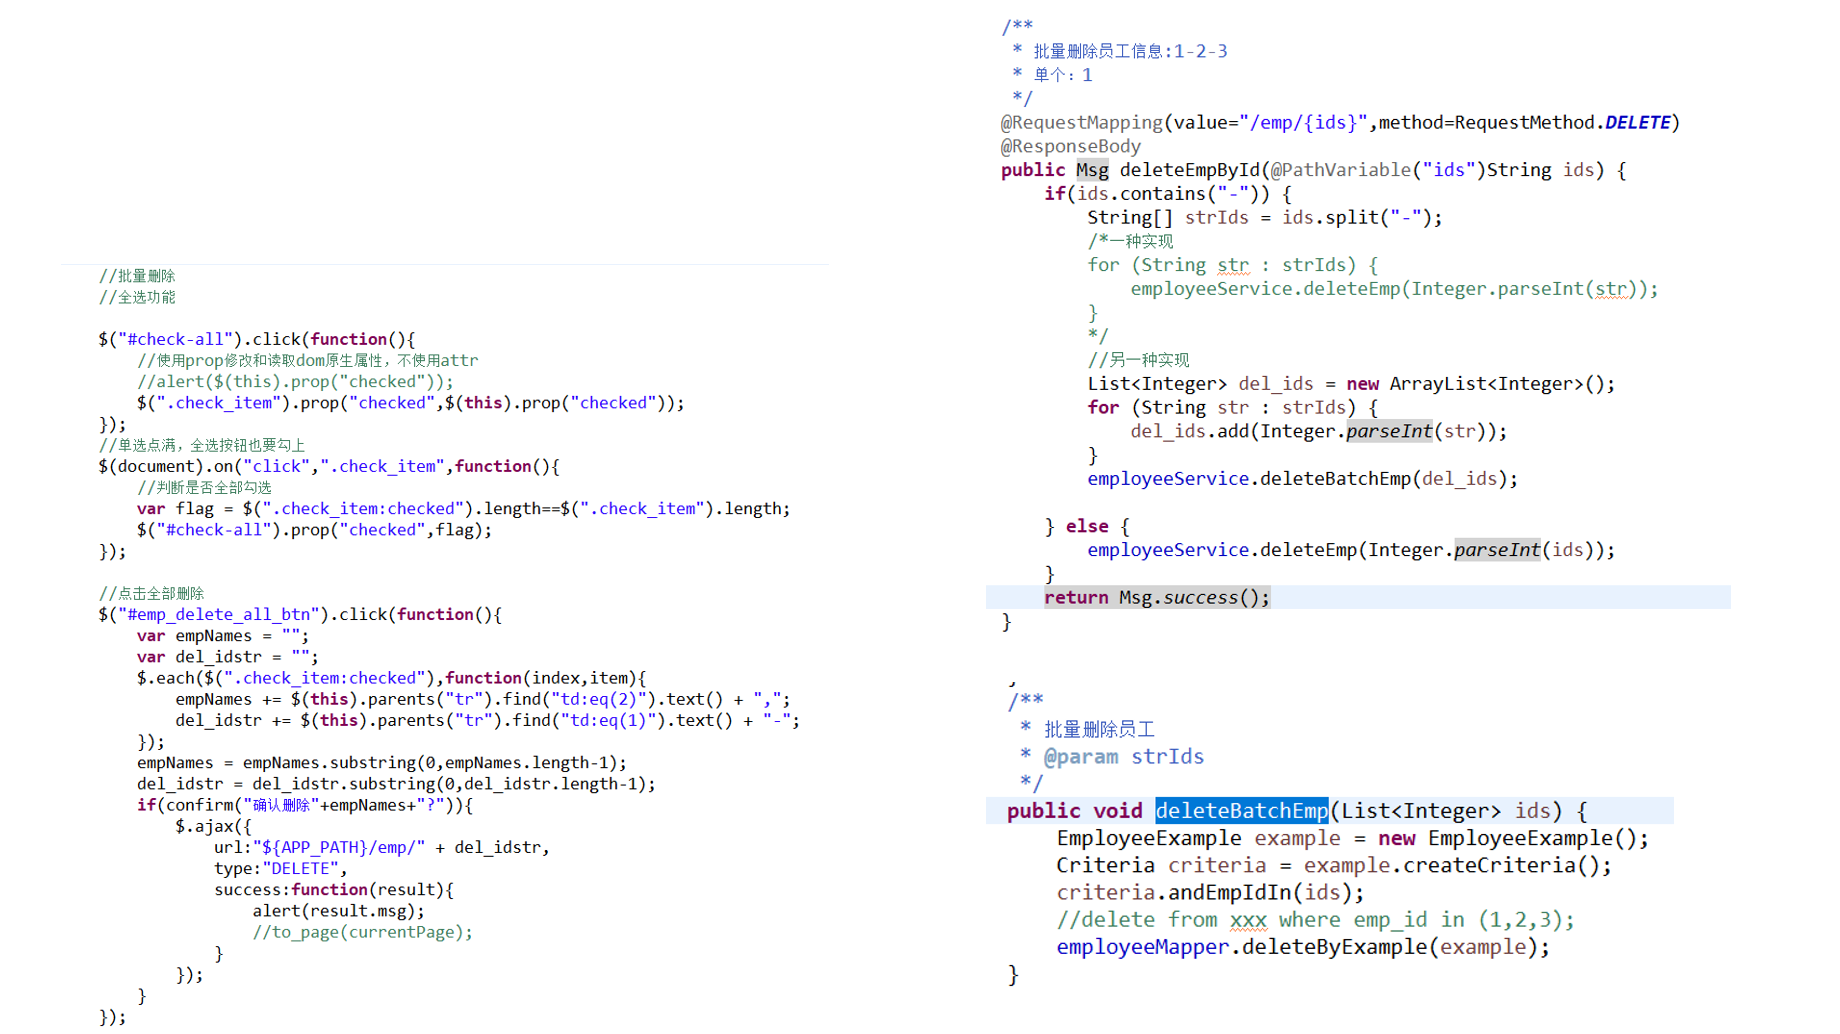 //批量删除
//全选功能
$("#check-all").click(function(){
//使用prop修改和读取dom原生属性，不使用attr
//alert($(this).prop("checked"));
$(".check_item").prop("checked",$(this).prop("checked"));
});
//单选点满，全选按钮也要勾上
$(document).on("click",".check_item",function(){
//判断是否全部勾选
var flag = $(".check_item:checked").length==$(".check_item").length;
$("#check-all").prop("checked",flag);
});
//点击全部删除
$("#emp_delete_all_btn").click(function(){
var empNames = "";
var del_idstr = "";
$.each($(".check_item:checked"),function(index,item){
empNames += $(this).parents("tr").find("td:eq(2)").text() + ",";
del_idstr += $(this).parents("tr").find("td:eq(1)").text() + "-";
});
empNames = empNames.substring(0,empNames.length-1);
del_idstr = del_idstr.substring(0,del_idstr.length-1);
if(confirm("确认删除"+empNames+"?")){
$.ajax({
url:"${APP_PATH}/emp/" + del_idstr,
type:"DELETE",
success:function(result){
alert(result.msg);
//to_page(currentPage);
}
});
}
});
/**
* 批量删除员工信息:1-2-3
* 单个：1
*/
@RequestMapping(value="/emp/{ids}",method=RequestMethod.DELETE)
@ResponseBody
public Msg deleteEmpById(@PathVariable("ids")String ids) {
if(ids.contains("-")) {
String[] strIds = ids.split("-");
/*一种实现
for (String str : strIds) {
employeeService.deleteEmp(Integer.parseInt(str));
}
*/
//另一种实现
List<Integer> del_ids = new ArrayList<Integer>();
for (String str : strIds) {
del_ids.add(Integer.parseInt(str));
}
employeeService.deleteBatchEmp(del_ids);
} else {
employeeService.deleteEmp(Integer.parseInt(ids));
}
return Msg.success();
}
/**
* 批量删除员工
* @param strIds
*/
public void deleteBatchEmp(List<Integer> ids) {
EmployeeExample example = new EmployeeExample();
Criteria criteria = example.createCriteria();
criteria.andEmpIdIn(ids);
//delete from xxx where emp_id in (1,2,3);
employeeMapper.deleteByExample(example);
}